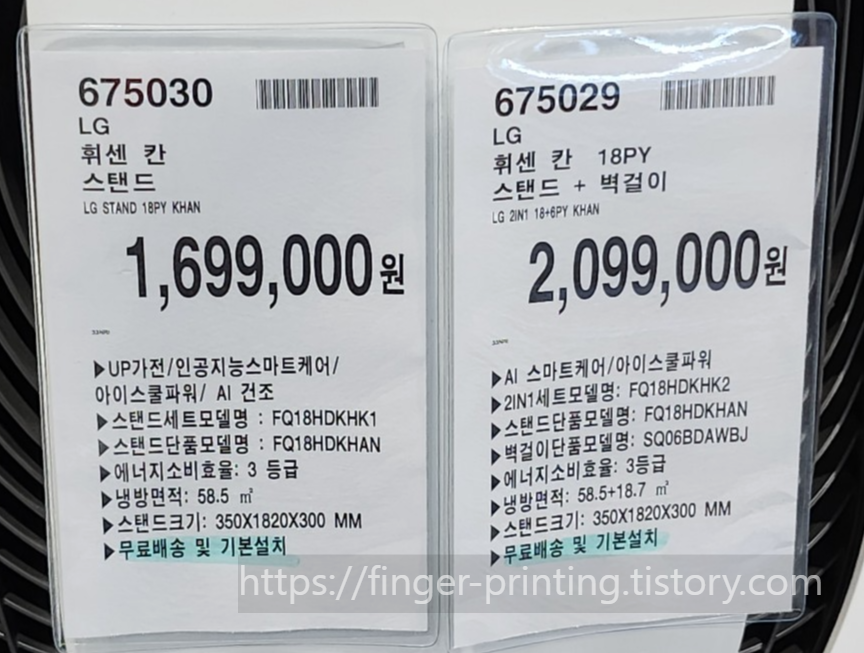 675030
LG
휘센 칸
스탠드
LG STAND 18PY KHAN
1,699,000원
▶UP가전/인공지능스마트케어/
아이스쿨파워/ AI 건조
▶스탠드세트모델명 : FQ18HDKHK1
▶스탠드단품모델명 : FQ18HDKHAN
▶에너지소비효율: 3 등급
▶냉방면적: 58.5 ㎡
▶스탠드크기: 350X1820X300 MM
▶무료배송 및 기본설치
675029
LG
휘센 칸 18PY
스탠드 + 벽걸이
LG 2IN1 18+6PY KHAN
2,099,000원
▶AI 스마트케어/아이스쿨파워
▶2IN1세트모델명: FQ18HDKHK2
▶스탠드단품모델명: FQ18HDKHAN
▶벽걸이단품모델명: SQ06BDAWBJ
▶에너지소비효율: 3등급
▶냉방면적: 58.5+18.7 ㎡
▶스탠드크기: 350X1820X300 MM
▶무료배송 및 기본설치
https://finger-printing.tistory.com